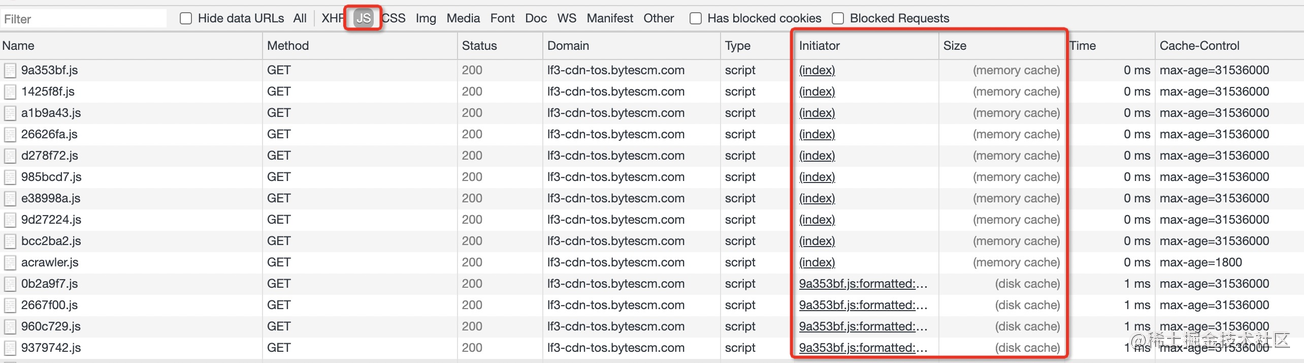 Filter Hide data URLs All XHR JS CSS Img Media Font Doc WS Manifest Other Has blocked cookies Blocked Requests
Name Method Status Domain Type Initiator Size Time Cache-Control
9a353bf.js GET 200 lf3-cdn-tos.bytescm.com script (index) (memory cache) 0 ms max-age=31536000
1425f8f.js GET 200 lf3-cdn-tos.bytescm.com script (index) (memory cache) 0 ms max-age=31536000
a1b9a43.js GET 200 lf3-cdn-tos.bytescm.com script (index) (memory cache) 0 ms max-age=31536000
26626fa.js GET 200 lf3-cdn-tos.bytescm.com script (index) (memory cache) 0 ms max-age=31536000
d278f72.js GET 200 lf3-cdn-tos.bytescm.com script (index) (memory cache) 0 ms max-age=31536000
985bcd7.js GET 200 lf3-cdn-tos.bytescm.com script (index) (memory cache) 0 ms max-age=31536000
e38998a.js GET 200 lf3-cdn-tos.bytescm.com script (index) (memory cache) 0 ms max-age=31536000
9d27224.js GET 200 lf3-cdn-tos.bytescm.com script (index) (memory cache) 0 ms max-age=31536000
bcc2ba2.js GET 200 lf3-cdn-tos.bytescm.com script (index) (memory cache) 0 ms max-age=31536000
acrawler.js GET 200 lf3-cdn-tos.bytescm.com script (index) (memory cache) 0 ms max-age=1800
0b2a9f7.js GET 200 lf3-cdn-tos.bytescm.com script 9a353bf.js:formatted:… (disk cache) 1 ms max-age=31536000
2667f00.js GET 200 lf3-cdn-tos.bytescm.com script 9a353bf.js:formatted:… (disk cache) 1 ms max-age=31536000
960c729.js GET 200 lf3-cdn-tos.bytescm.com script 9a353bf.js:formatted:… (disk cache) 1 ms max-age=31536000
9379742.js GET 200 lf3-cdn-tos.bytescm.com script 9a353bf.js:formatted:… (disk cache) 1 ms max-age=31536000
@稀土掘金技术社区